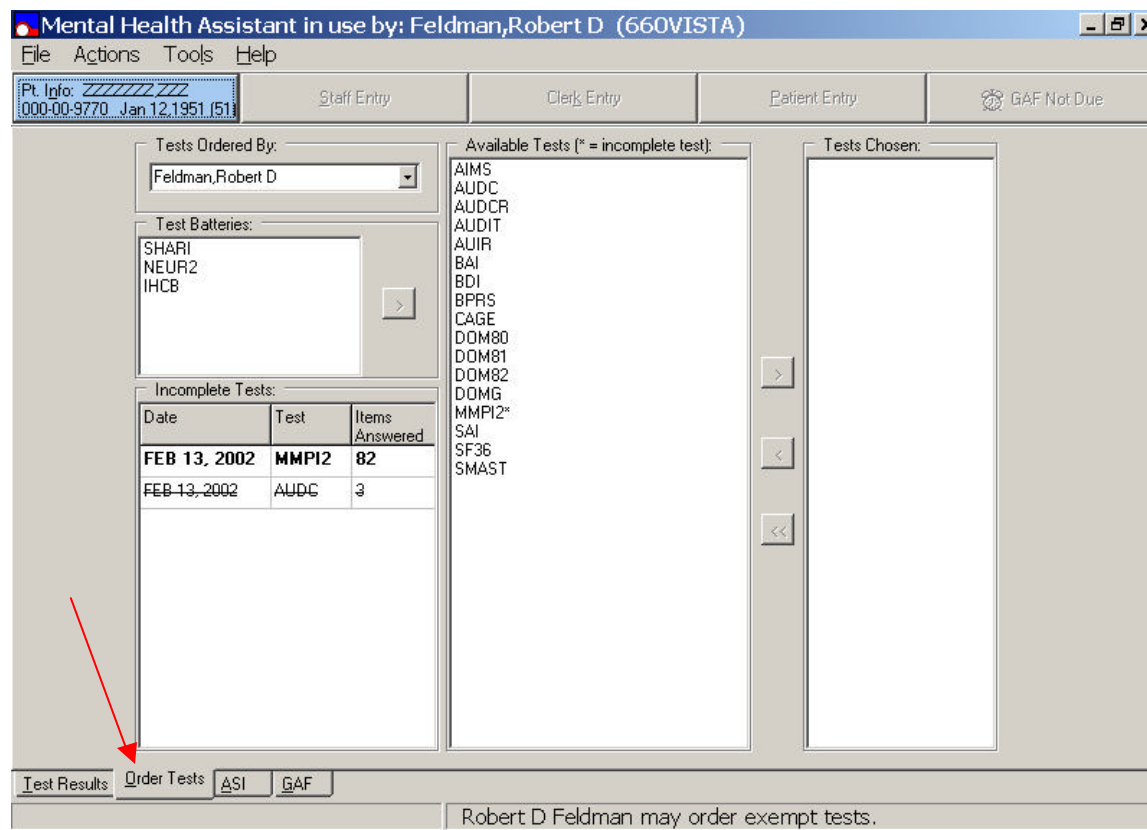 Mental Health Assistant in use by: Feldman,Robert D (660VISTA)
File Actions Tools Help
Pt. Info: ZZZZZZZ,ZZZ
000-00-9770 Jan 12,1951 (51)
Staff Entry
Clerk Entry
Patient Entry
GAF Not Due
Tests Ordered By:
Feldman,Robert D
Test Batteries:
SHARI
NEUR2
IHCB
>
Incomplete Tests:
Date Test Items Answered
FEB 13, 2002 MMPI2 82
FEB 13, 2002 AUDC 3
Available Tests (* = incomplete test):
AIMS
AUDC
AUDCR
AUDIT
AUIR
BAI
BDI
BPRS
CAGE
DOM80
DOM81
DOM82
DOMG
MMPI2*
SAI
SF36
SMAST
>
<
<<
Tests Chosen:
Test Results Order Tests ASI GAF
Robert D Feldman may order exempt tests.